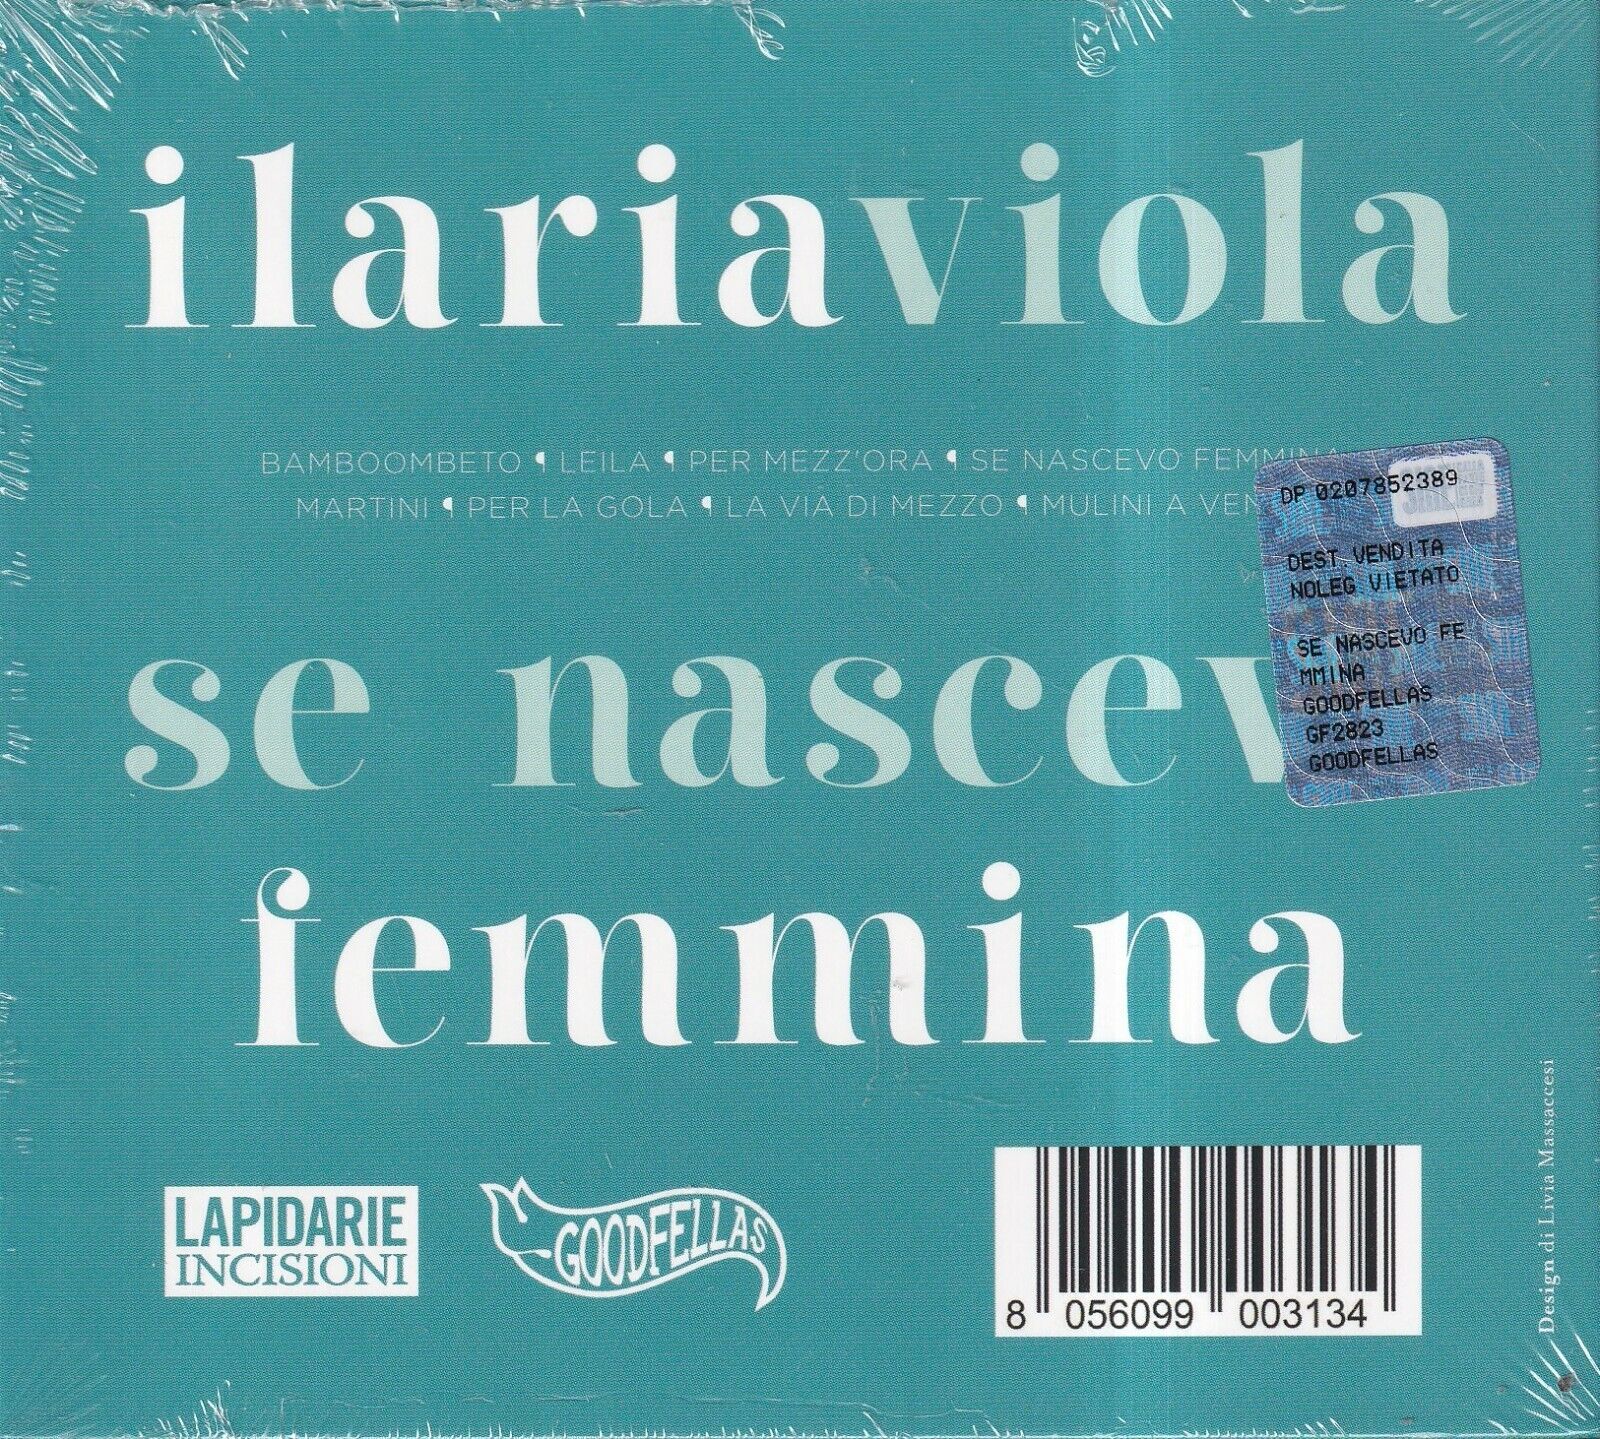 ilariaviola
BAMBOOMBETO ¶ LEILA ¶ PER MEZZ'ORA ¶ SE NASCEVO FEMMINA
MARTINI ¶ PER LA GOLA ¶ LA VIA DI MEZZO ¶ MULINI A VEN
DP 0207852389
DEST.VENDITA
NOLEG VIETATO
SE NASCEVO FE
MMINA
GOODFELLAS
GF2823
GOODFELLAS
se nascev
femmina
LAPIDARIE
INCISIONI
GOODFELLAS
8 056099 003134
Design di Livia Massaccesi